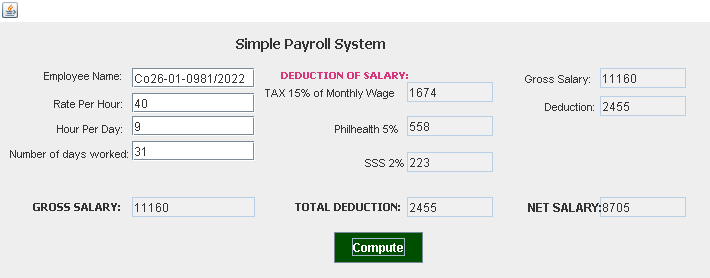 Simple Payroll System
Employee Name: Co26-01-0981/2022
Rate Per Hour: 40
Hour Per Day: 9
Number of days worked: 31
DEDUCTION OF SALARY:
TAX 15% of Monthly Wage 1674
Philhealth 5% 558
SSS 2% 223
Gross Salary: 11160
Deduction: 2455
GROSS SALARY: 11160
TOTAL DEDUCTION: 2455
NET SALARY: 8705
Compute